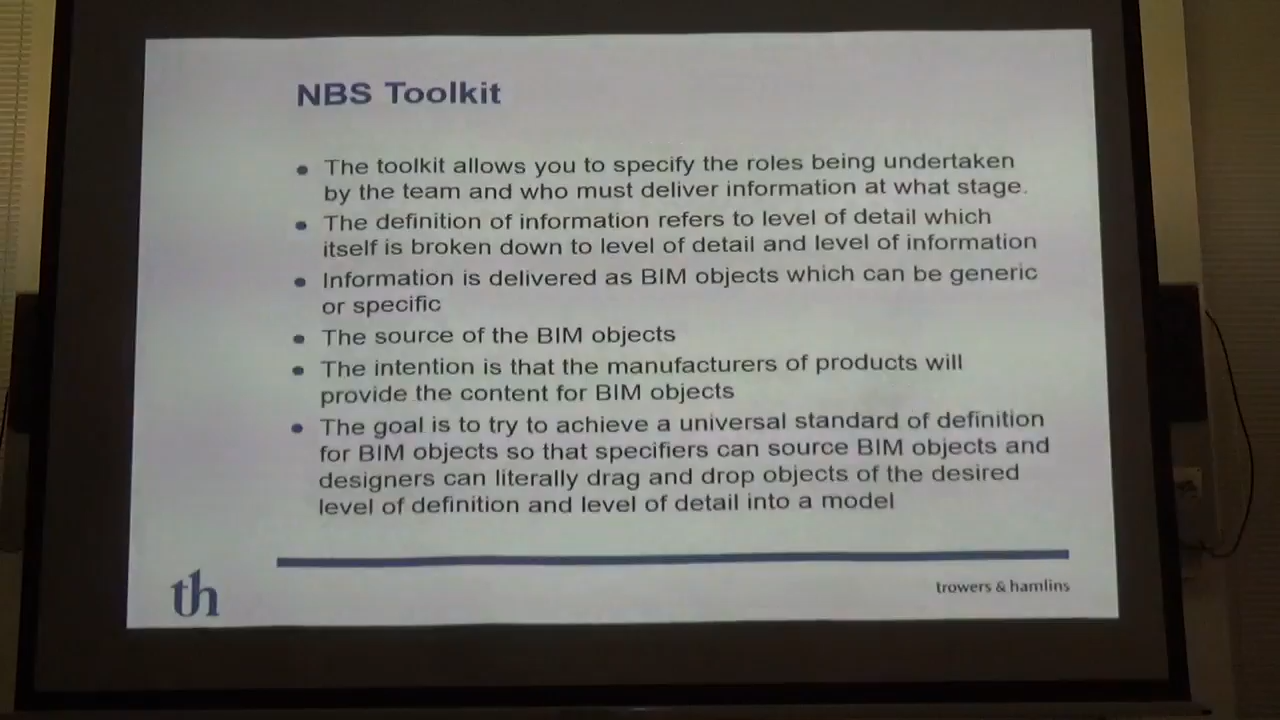 NBS Toolkit
• The toolkit allows you to specify the roles being undertaken
by the team and who must deliver information at what stage.
• The definition of information refers to level of detail which
itself is broken down to level of detail and level of information
• Information is delivered as BIM objects which can be generic
or specific
• The source of the BIM objects
• The intention is that the manufacturers of products will
provide the content for BIM objects
• The goal is to try to achieve a universal standard of definition
for BIM objects so that specifiers can source BIM objects and
designers can literally drag and drop objects of the desired
level of definition and level of detail into a model
th
trowers & hamlins